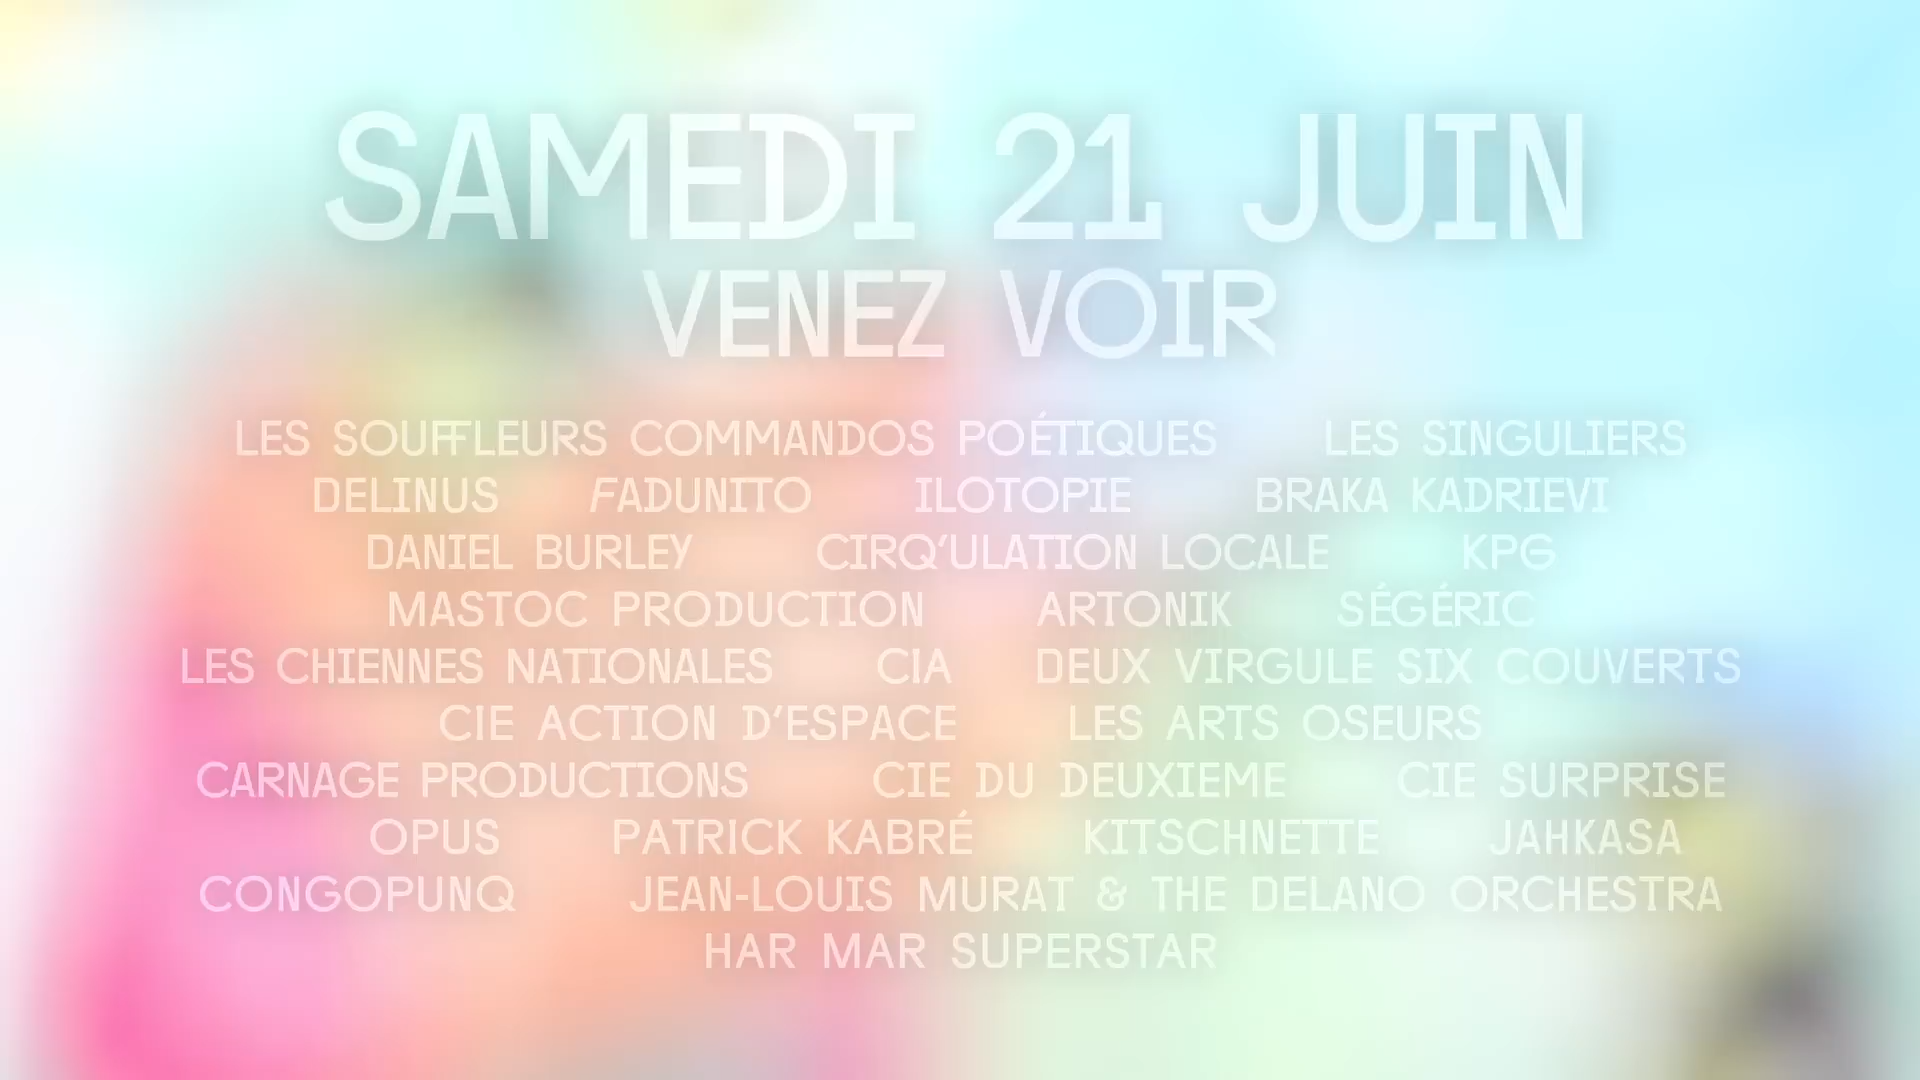 SAMEDI 21 JUIN
VENEZ VOIR
LES SOUFFLEURS COMMANDOS POÉTIQUES LES SINGULIERS
DELINUS FADUNITO ILOTOPIE BRAKA KADRIEVI
DANIEL BURLEY CIRQ'ULATION LOCALE KPG
MASTOC PRODUCTION ARTONIK SÉGÉRIC
LES CHIENNES NATIONALES CIA DEUX VIRGULE SIX COUVERTS
CIE ACTION D'ESPACE LES ARTS OSEURS
CARNAGE PRODUCTIONS CIE DU DEUXIEME CIE SURPRISE
OPUS PATRICK KABRÉ KITSCHNETTE JAHKASA
CONGOPUNQ JEAN-LOUIS MURAT & THE DELANO ORCHESTRA
HAR MAR SUPERSTAR